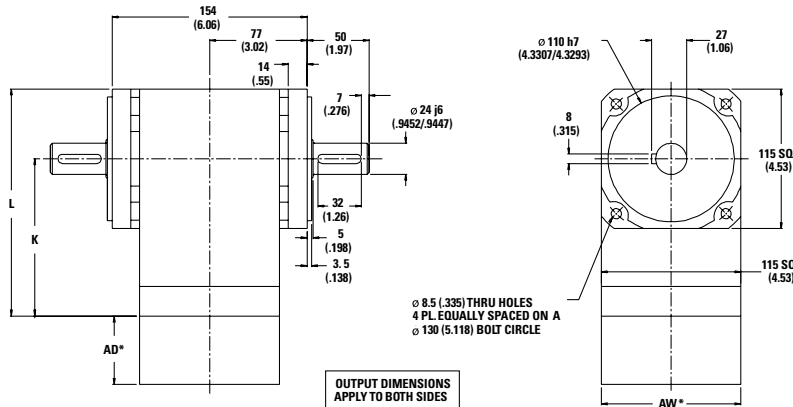 154
(6.06)
77
(3.02)
50
(1.97)
14
(.55)
7
(.276)
ø 24 j6
(.9452/.9447)
L
K
32
(1.26)
5
(.198)
3. 5
(.138)
AD*
OUTPUT DIMENSIONS
APPLY TO BOTH SIDES
ø 110 h7
(4.3307/4.3293)
27
(1.06)
8
(.315)
115 SQ.
(4.53)
115 SQ
(4.53)
ø 8.5 (.335) THRU HOLES
4 PL. EQUALLY SPACED ON A
ø 130 (5.118) BOLT CIRCLE
AW*